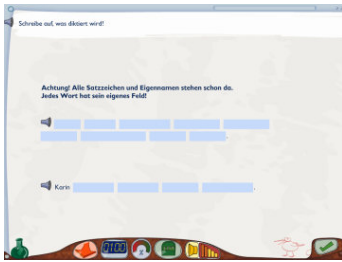 Schreibe auf, was diktiert wird!
Achtung! Alle Satzzeichen und Eigennamen stehen schon da.
Jedes Wort hat sein eigenes Feld!
.
Karin .